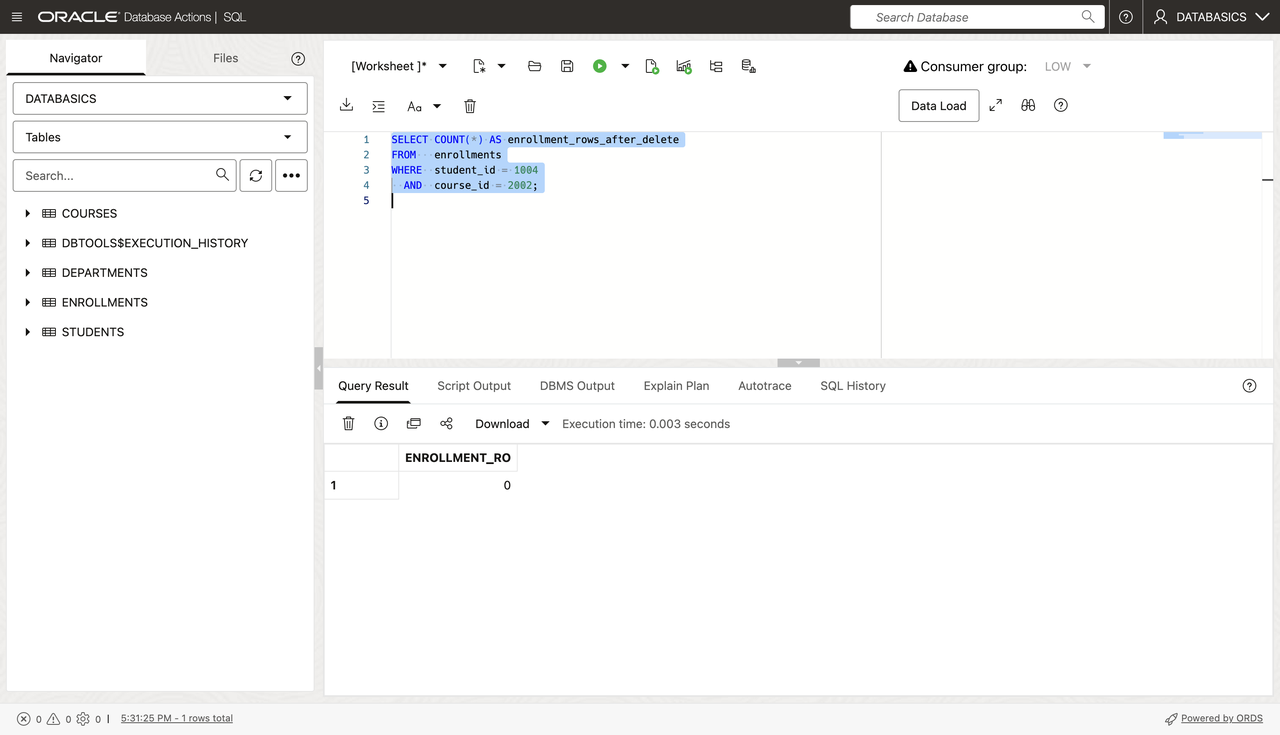 ORACLE Database Actions | SQL
Search Database
DATABASICS
Navigator
Files
DATABASICS
Tables
Search...
COURSES
DBTOOLS$EXECUTION_HISTORY
DEPARTMENTS
ENROLLMENTS
STUDENTS
[Worksheet ]*
Consumer group:
LOW
Aa
Data Load
1 SELECT COUNT(*) AS enrollment_rows_after_delete
2 FROM   enrollments
3 WHERE  student_id = 1004
4   AND  course_id = 2002;
5
Query Result
Script Output
DBMS Output
Explain Plan
Autotrace
SQL History
Download
Execution time: 0.003 seconds
ENROLLMENT_RO
1 0
0 0 0 | 5:31:25 PM - 1 rows total
Powered by ORDS